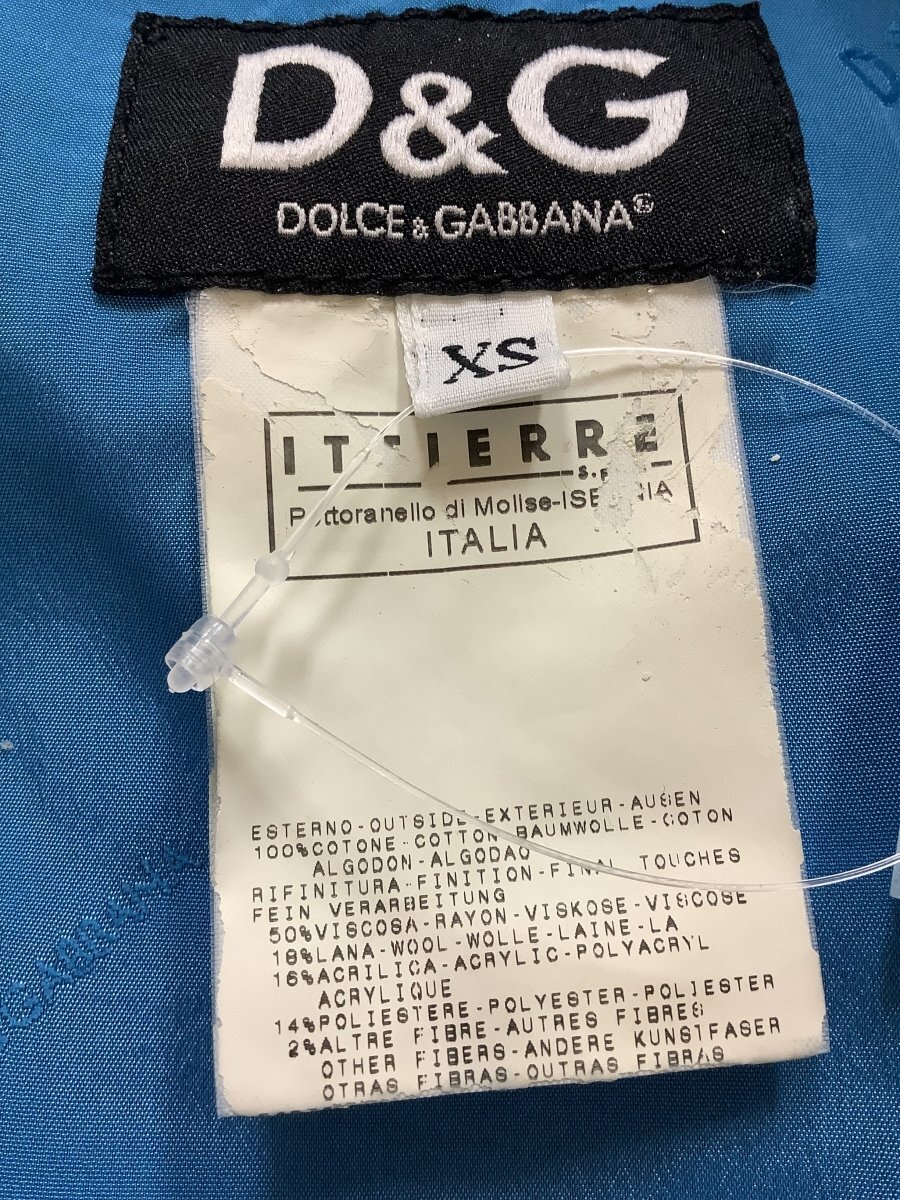 D&G
DOLCE & GABBANA®
XS
ITTIERRE
S.P
Pettoranello di Molise-ISERNIA
ITALIA
ESTERNO-OUTSIDE-EXTERIEUR-AUßEN
100%COTONE-COTTON-BAUMWOLLE-COTON
ALGODON-ALGODAO
RIFINITURA-FINITION-FINAL TOUCHES
FEIN VERARBEITUNG
50%VISCOSA-RAYON-VISKOSE-VISCOSE
18%LANA-WOOL-WOLLE-LAINE-LA
16%ACRILICA-ACRYLIC-POLYACRYL
ACRYLIQUE
14%POLIESTERE-POLYESTER-POLIESTER
2%ALTRE FIBRE-AUTRES FIBRES
OTHER FIBERS-ANDERE KUNSTFASER
OTRAS FIBRAS-OUTRAS FIBRAS
GABBANA
D